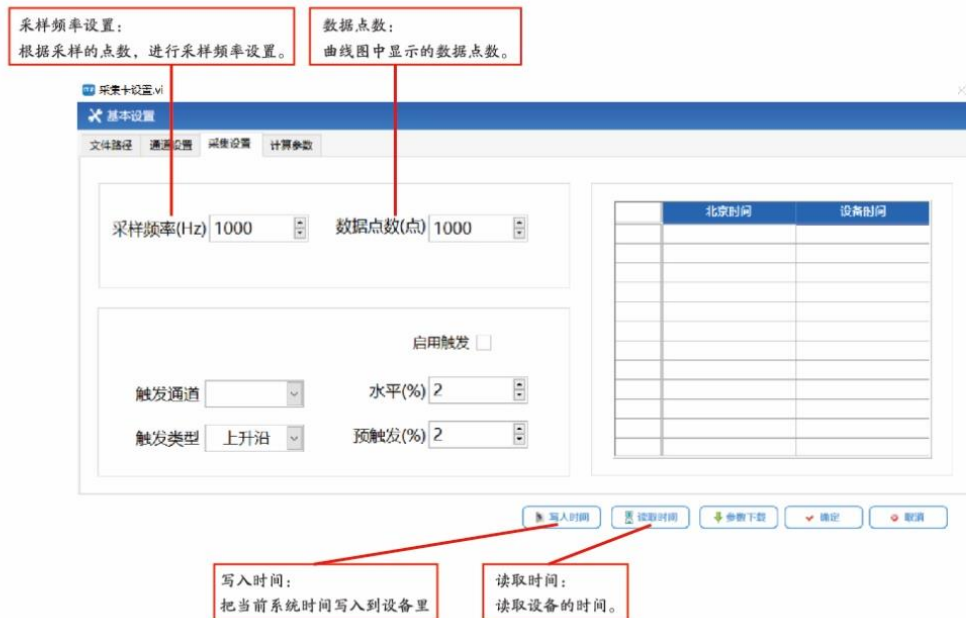 采样频率设置:
根据采样的点数，进行采样频率设置。
数据点数:
曲线图中显示的数据点数。
采集卡设置.vi
基本设置
文件路径 通道设置 采集设置 计算参数
采样频率(Hz) 1000 数据点数(点) 1000
北京时间 设备时间
启用触发
触发通道 水平(%) 2
触发类型 上升沿 预触发(%) 2
写入时间 读取时间 参数下载 确定 取消
写入时间:
把当前系统时间写入到设备里
读取时间:
读取设备的时间。